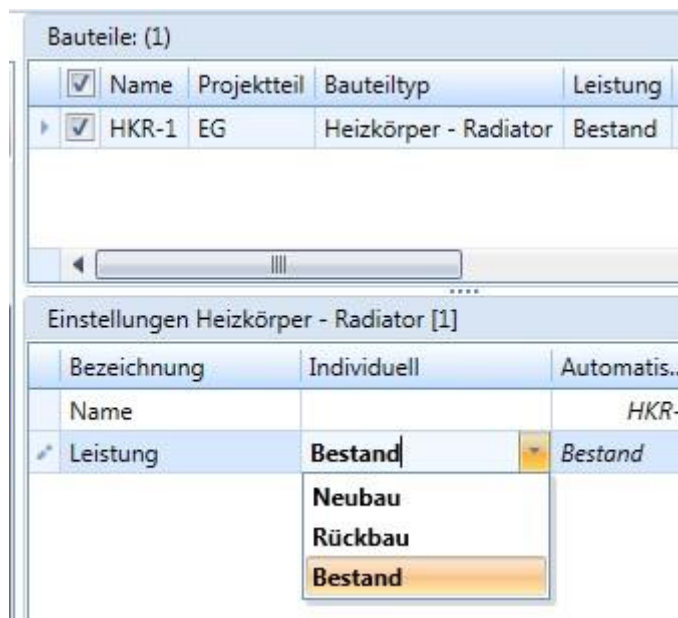 Bauteile: (1)
Name Projektteil Bauteiltyp Leistung
HKR-1 EG Heizkörper - Radiator Bestand
Einstellungen Heizkörper - Radiator [1]
Bezeichnung Individuell Automatis..
Name HKR-
Leistung Bestand Bestand
Neubau
Rückbau
Bestand